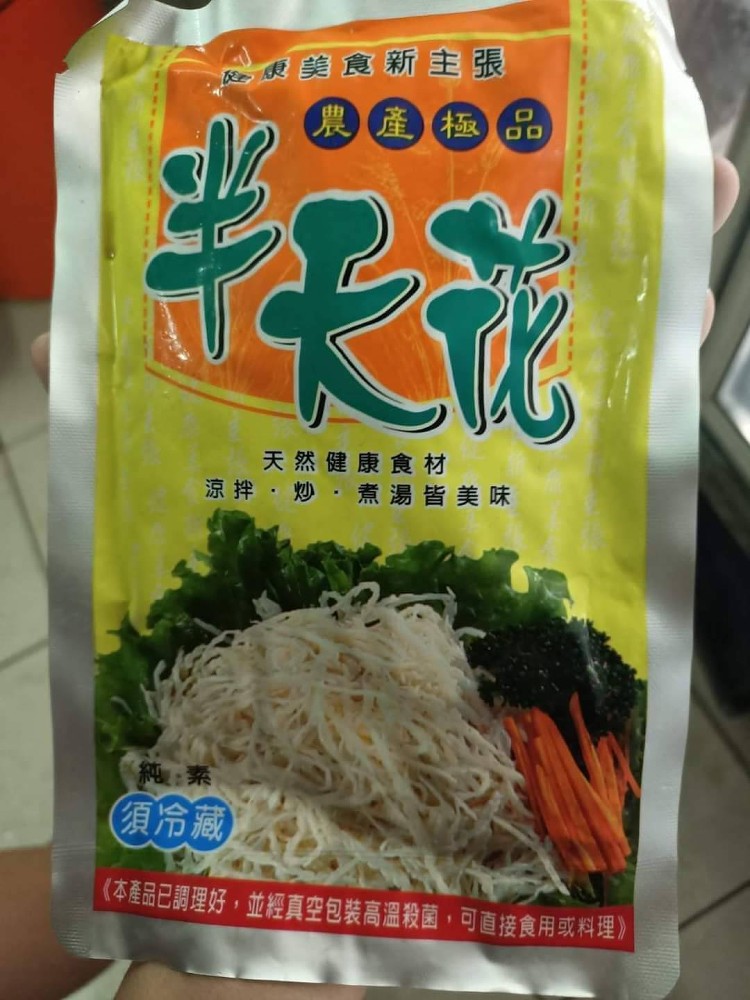 健康美食新主張
農產極品
半天花
天然健康食材
涼拌·炒·煮湯皆美味
純素
須冷藏
《本產品已調理好,並經真空包裝高溫殺菌,可直接食用或料理》